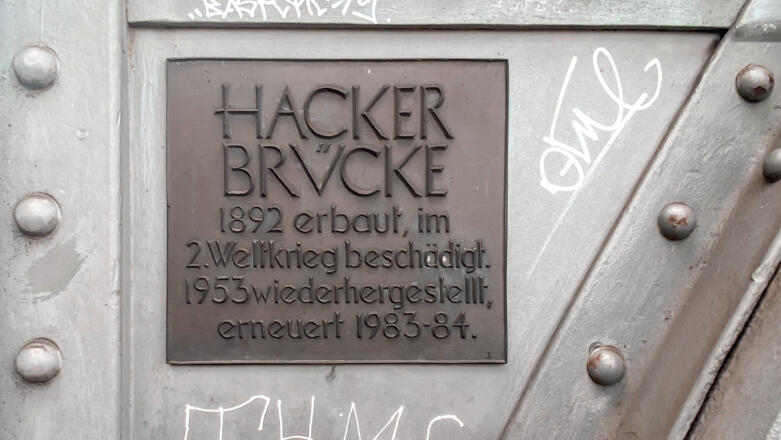 HACKER
BRÜCKE
1892 erbaut, im
2. Weltkrieg beschädigt.
1953 wiederhergestellt,
erneuert 1983-84.